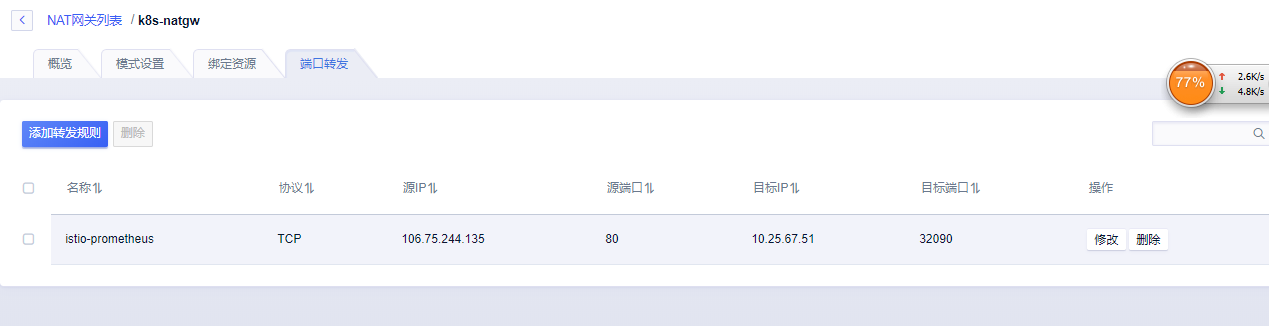 NAT网关列表 / k8s-natgw
概览 模式设置 绑定资源 端口转发
77% 2.6K/s
4.8K/s
添加转发规则 删除
名称 协议 源IP 源端口 目标IP 目标端口 操作
istio-prometheus TCP 106.75.244.135 80 10.25.67.51 32090 修改 删除